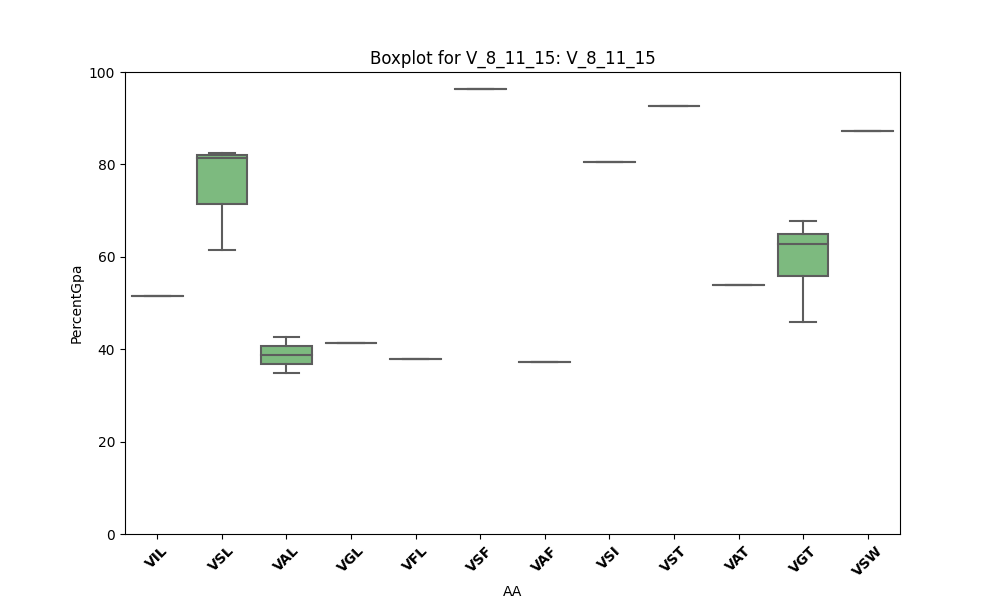 Boxplot for V_8_11_15: V_8_11_15
100
80
60
40
20
0
PercentGpa
VIL VSL VAL VGL VFL VSF VAF VSI VST VAT VGT VSW
AA